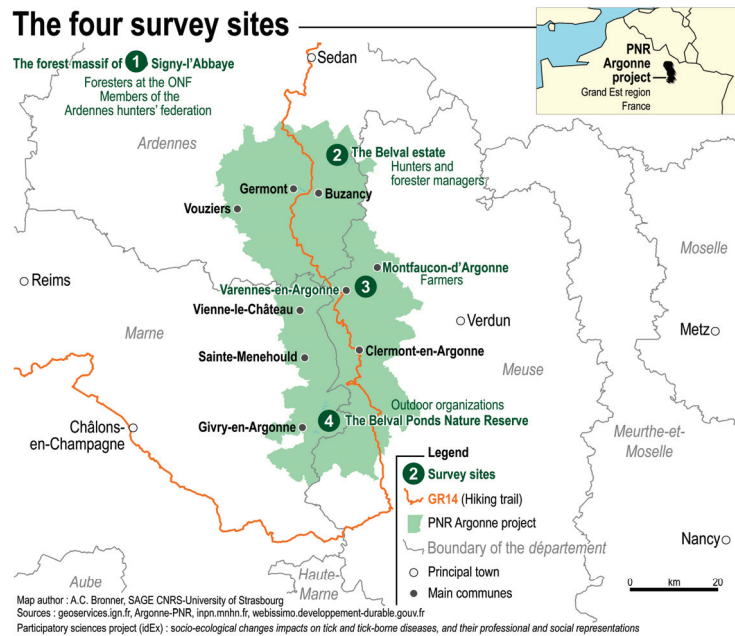 The four survey sites
PNR
Argonne
project
Grand Est region
France
The forest massif of 1 Signy-l'Abbaye
Foresters at the ONF
Members of the
Ardennes hunters' federation
Sedan
Ardennes
2 The Belval estate
Hunters and
forester managers
Germont
Buzancy
Vouziers
Moselle
Reims
Montfaucon-d'Argonne
Farmers
Varennes-en-Argonne 3
Vienne-le-Château
Verdun
Marne
Metz
Sainte-Menehould
Clermont-en-Argonne
Meuse
Outdoor organizations
4 The Belval Ponds Nature Reserve
Givry-en-Argonne
Châlons-
en-Champagne
Meurthe-et-
Moselle
Legend
2 Survey sites
GR14 (Hiking trail)
PNR Argonne project
Boundary of the département
Principal town
Main communes
Nancy
0 km 20
Aube
Haute-
Marne
Map author : A.C. Bronner, SAGE CNRS-University of Strasbourg
Sources : geoservices.ign.fr, Argonne-PNR, inpn.mnhn.fr, webissimo.developpement-durable.gouv.fr
Participatory sciences project (idEx) : socio-ecological changes impacts on tick and tick-borne diseases, and their professional and social representations